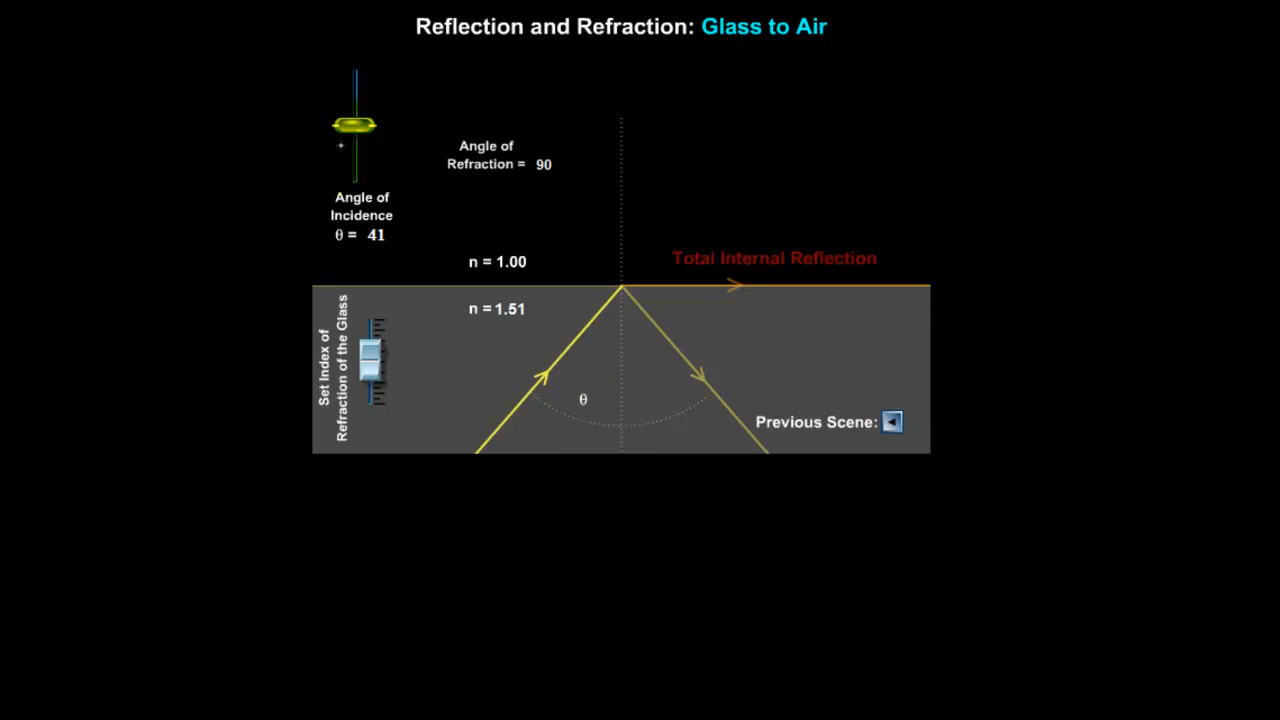 Reflection and Refraction: Glass to Air
Angle of
Refraction = 90
Angle of
Incidence
θ = 41
n = 1.00
Total Internal Reflection
n = 1.51
Set Index of
Refraction of the Glass
θ
Previous Scene: